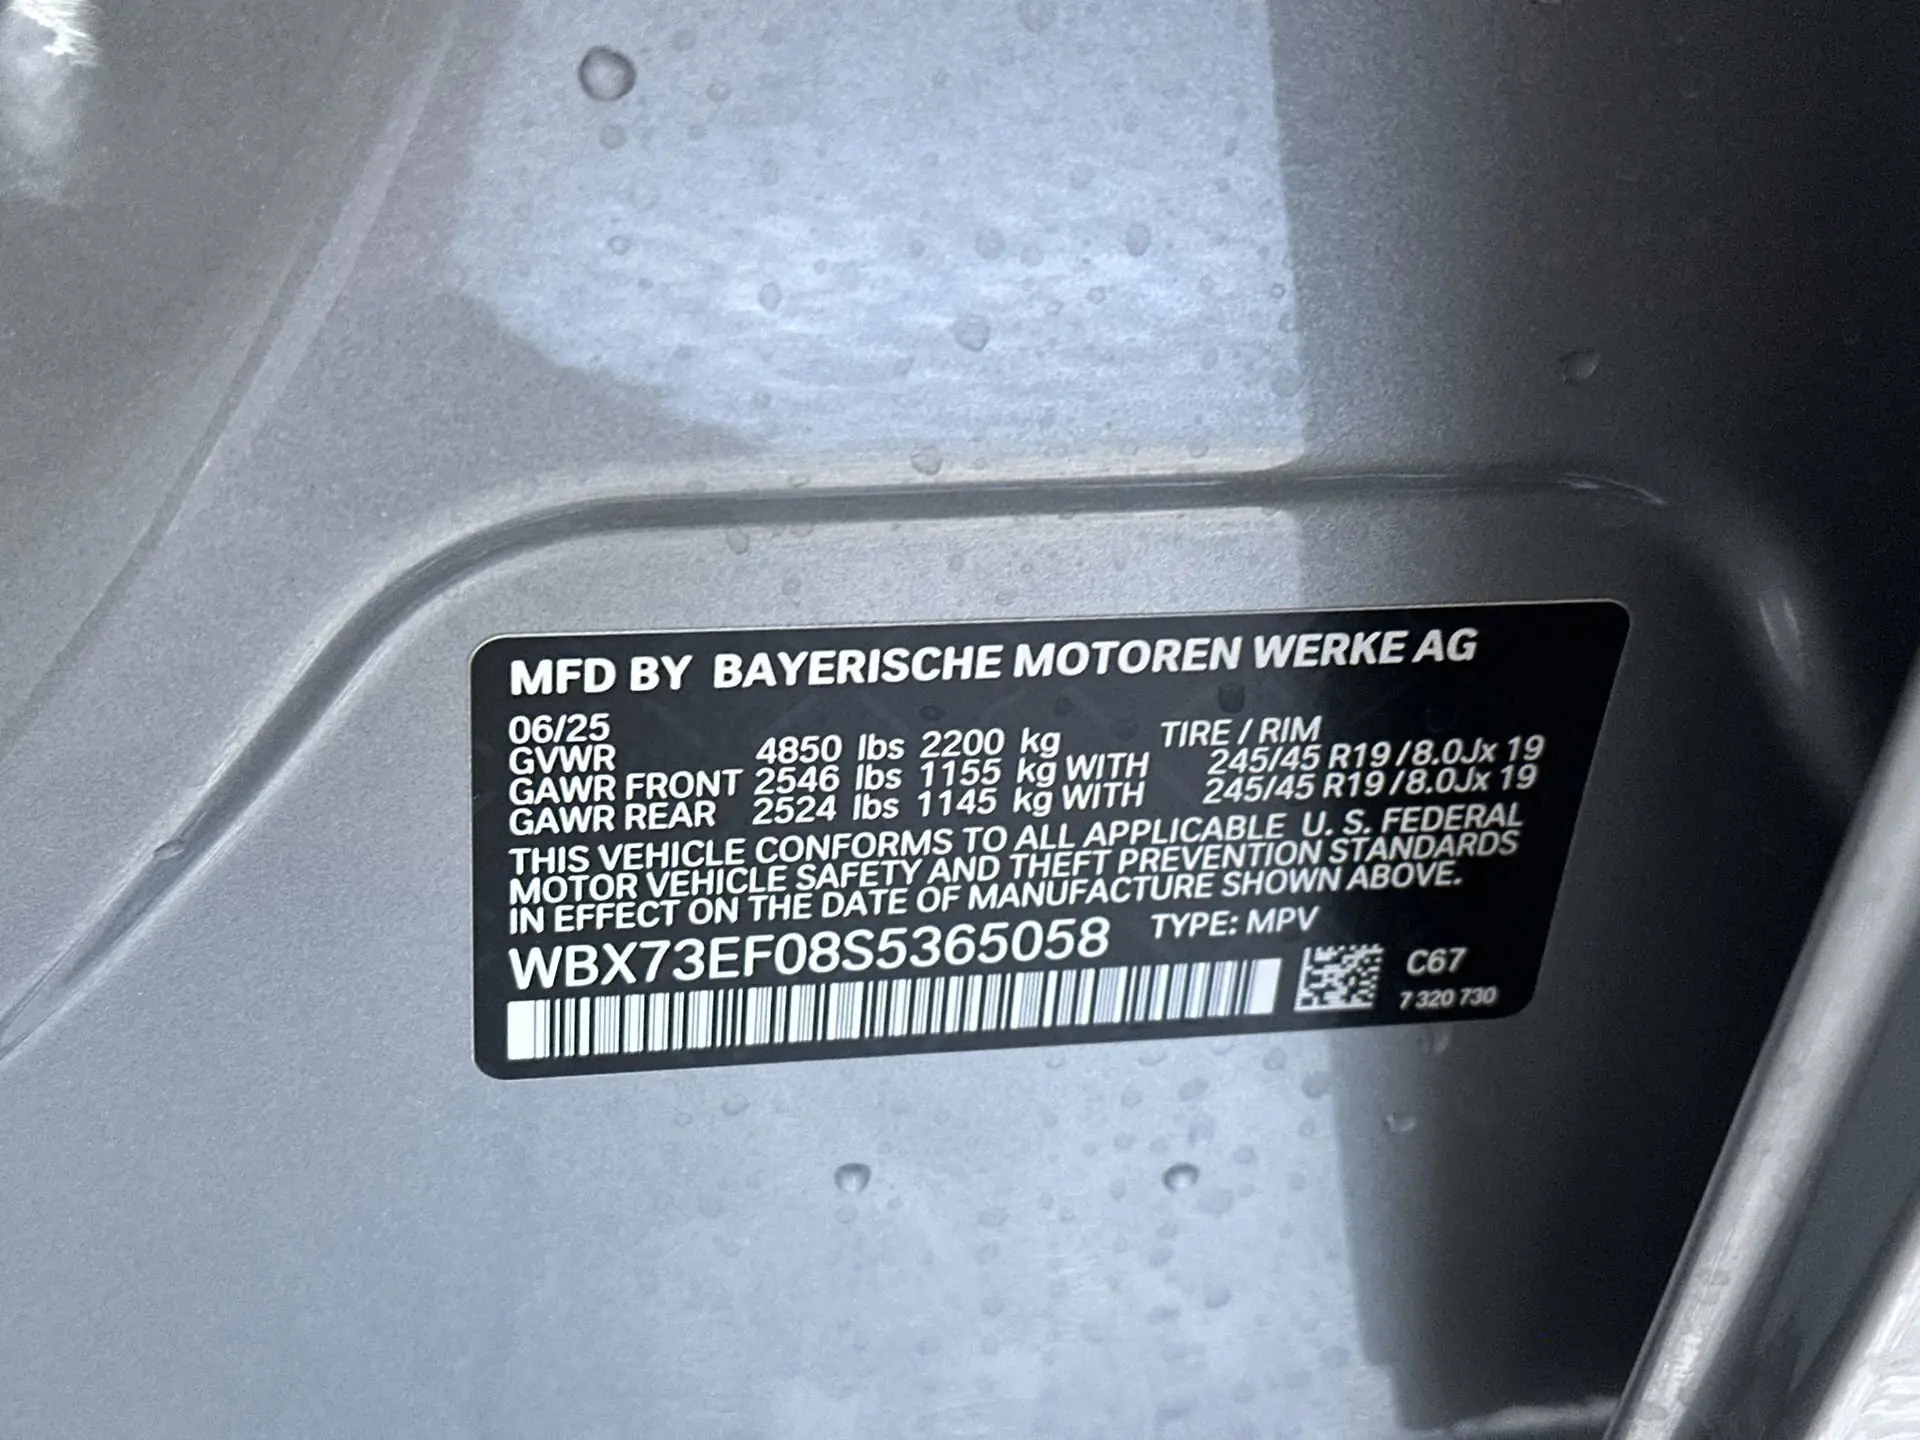 MFD BY BAYERISCHE MOTOREN WERKE AG
06/25 TIRE / RIM
GVWR 4850 lbs 2200 kg
GAWR FRONT 2546 lbs 1155 kg WITH 245/45 R19 / 8.0Jx 19
GAWR REAR 2524 lbs 1145 kg WITH 245/45 R19 / 8.0Jx 19
THIS VEHICLE CONFORMS TO ALL APPLICABLE U. S. FEDERAL
MOTOR VEHICLE SAFETY AND THEFT PREVENTION STANDARDS
IN EFFECT ON THE DATE OF MANUFACTURE SHOWN ABOVE.
WBX73EF08S5365058 TYPE: MPV
C67
7 320 730